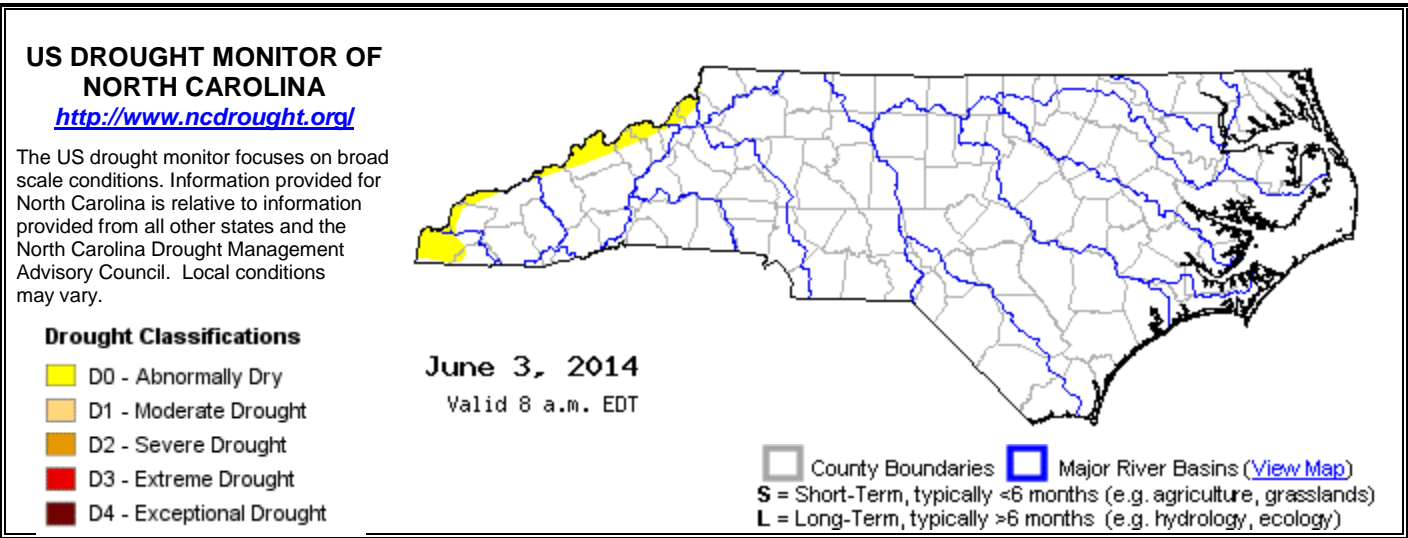 US DROUGHT MONITOR OF
NORTH CAROLINA
http://www.ncdrought.org/
The US drought monitor focuses on broad
scale conditions. Information provided for
North Carolina is relative to information
provided from all other states and the
North Carolina Drought Management
Advisory Council.  Local conditions
may vary.
Drought Classifications
D0 - Abnormally Dry
D1 - Moderate Drought
D2 - Severe Drought
D3 - Extreme Drought
D4 - Exceptional Drought
June 3, 2014
Valid 8 a.m. EDT
County Boundaries Major River Basins (View Map)
S = Short-Term, typically <6 months (e.g. agriculture, grasslands)
L = Long-Term, typically >6 months (e.g. hydrology, ecology)